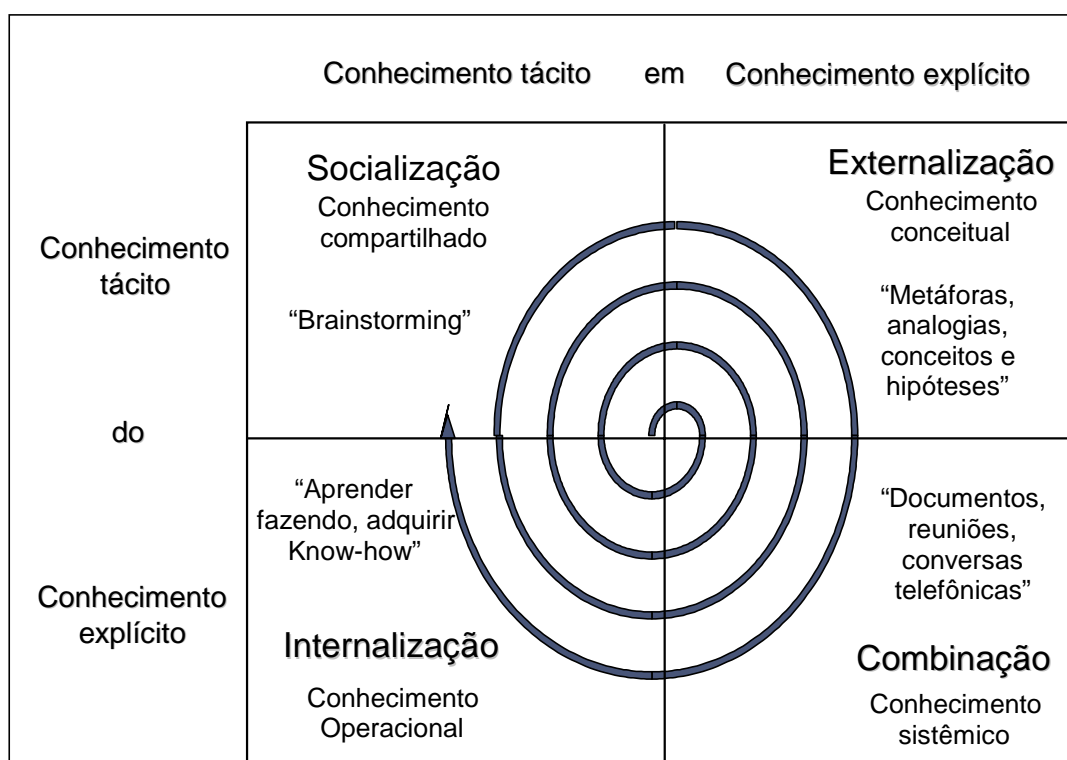 Conhecimento tácito em Conhecimento explícito
Socialização
Conhecimento
compartilhado
“Brainstorming”
Externalização
Conhecimento
conceitual
“Metáforas,
analogias,
conceitos e
hipóteses”
Conhecimento
tácito
do
Conhecimento
explícito
“Aprender
fazendo, adquirir
Know-how”
Internalização
Conhecimento
Operacional
“Documentos,
reuniões,
conversas
telefônicas”
Combinação
Conhecimento
sistêmico